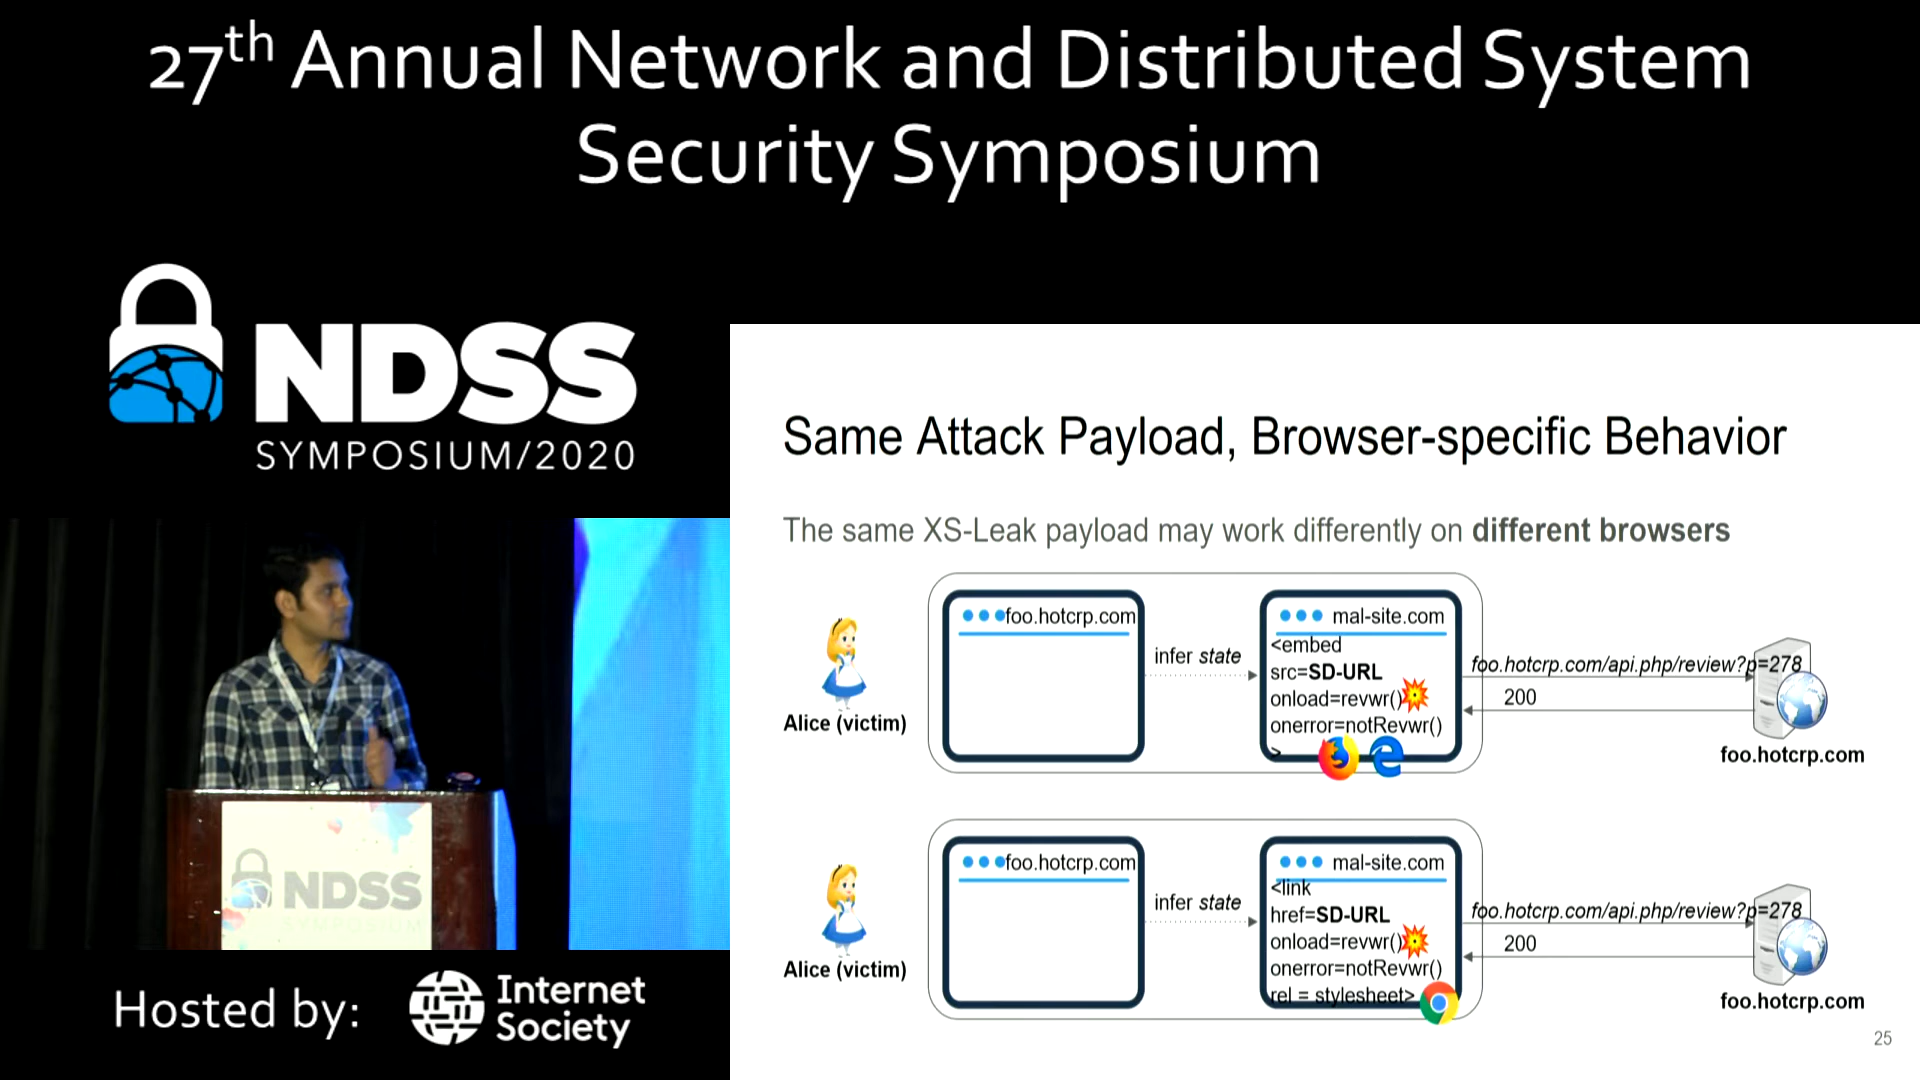 27th Annual Network and Distributed System
Security Symposium
NDSS
SYMPOSIUM/2020
NDSS
SYMPOSIUM
Hosted by:
Internet
Society
Same Attack Payload, Browser-specific Behavior
The same XS-Leak payload may work differently on different browsers
Alice (victim)
foo.hotcrp.com
infer state
mal-site.com
<embed
src=SD-URL
onload=revwr()
onerror=notRevwr()
>
foo.hotcrp.com/api.php/review?p=278
200
foo.hotcrp.com
Alice (victim)
foo.hotcrp.com
infer state
mal-site.com
<link
href=SD-URL
onload=revwr()
onerror=notRevwr()
rel = stylesheet>
foo.hotcrp.com/api.php/review?p=278
200
foo.hotcrp.com
25